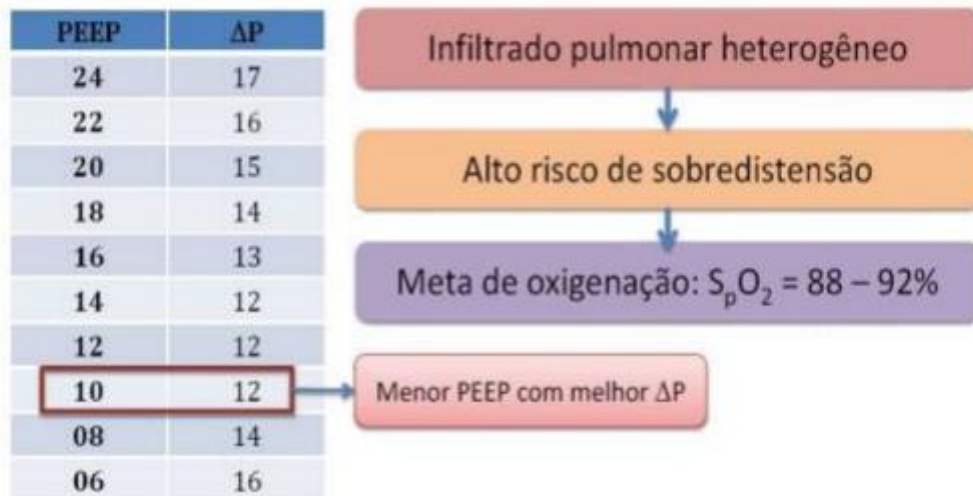 PEEP ΔP
24 17
22 16
20 15
18 14
16 13
14 12
12 12
10 12
08 14
06 16
Infiltrado pulmonar heterogêneo
Alto risco de sobredistensão
Meta de oxigenação: SpO₂ = 88 – 92%
Menor PEEP com melhor ΔP